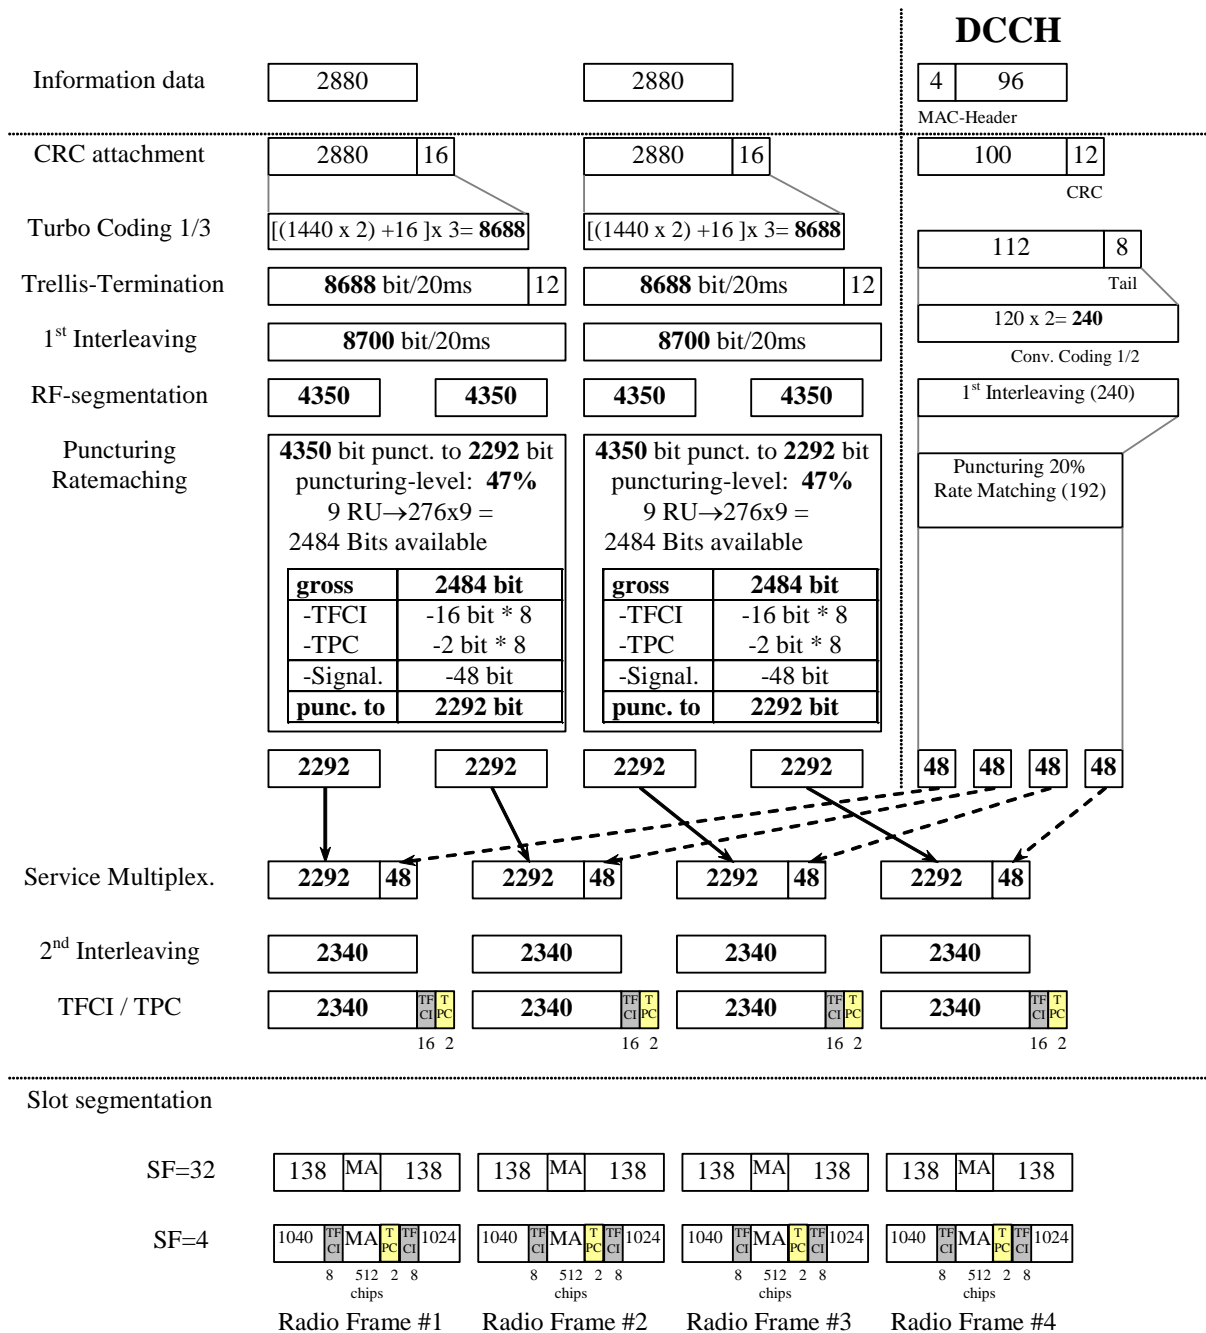 DCCH
Information data 2880 2880 4 96
MAC-Header
CRC attachment 2880 16 2880 16 100 12
CRC
Turbo Coding 1/3 [(1440 x 2) +16 ]x 3= 8688 [(1440 x 2) +16 ]x 3= 8688
112 8
Trellis-Termination 8688 bit/20ms 12 8688 bit/20ms 12
Tail
120 x 2= 240
1st Interleaving 8700 bit/20ms 8700 bit/20ms
Conv. Coding 1/2
RF-segmentation 4350 4350 4350 4350 1st Interleaving (240)
Puncturing
Ratemaching
4350 bit punct. to 2292 bit
puncturing-level: 47%
9 RU→276x9 =
2484 Bits available
gross 2484 bit
-TFCI -16 bit * 8
-TPC -2 bit * 8
-Signal. -48 bit
punc. to 2292 bit
4350 bit punct. to 2292 bit
puncturing-level: 47%
9 RU→276x9 =
2484 Bits available
gross 2484 bit
-TFCI -16 bit * 8
-TPC -2 bit * 8
-Signal. -48 bit
punc. to 2292 bit
Puncturing 20%
Rate Matching (192)
2292 2292 2292 2292 48 48 48 48
Service Multiplex. 2292 48 2292 48 2292 48 2292 48
2nd Interleaving 2340 2340 2340 2340
TFCI / TPC 2340 TF CI T PC 2340 TF CI T PC 2340 TF CI T PC 2340 TF CI T PC
16 2 16 2 16 2 16 2
Slot segmentation
SF=32 138 MA 138 138 MA 138 138 MA 138 138 MA 138
SF=4 1040 TF CI MA T PC TF CI 1024 1040 TF CI MA T PC TF CI 1024 1040 TF CI MA T PC TF CI 1024 1040 TF CI MA T PC TF CI 1024
8 512 2 8 8 512 2 8 8 512 2 8 8 512 2 8
chips chips chips chips
Radio Frame #1 Radio Frame #2 Radio Frame #3 Radio Frame #4